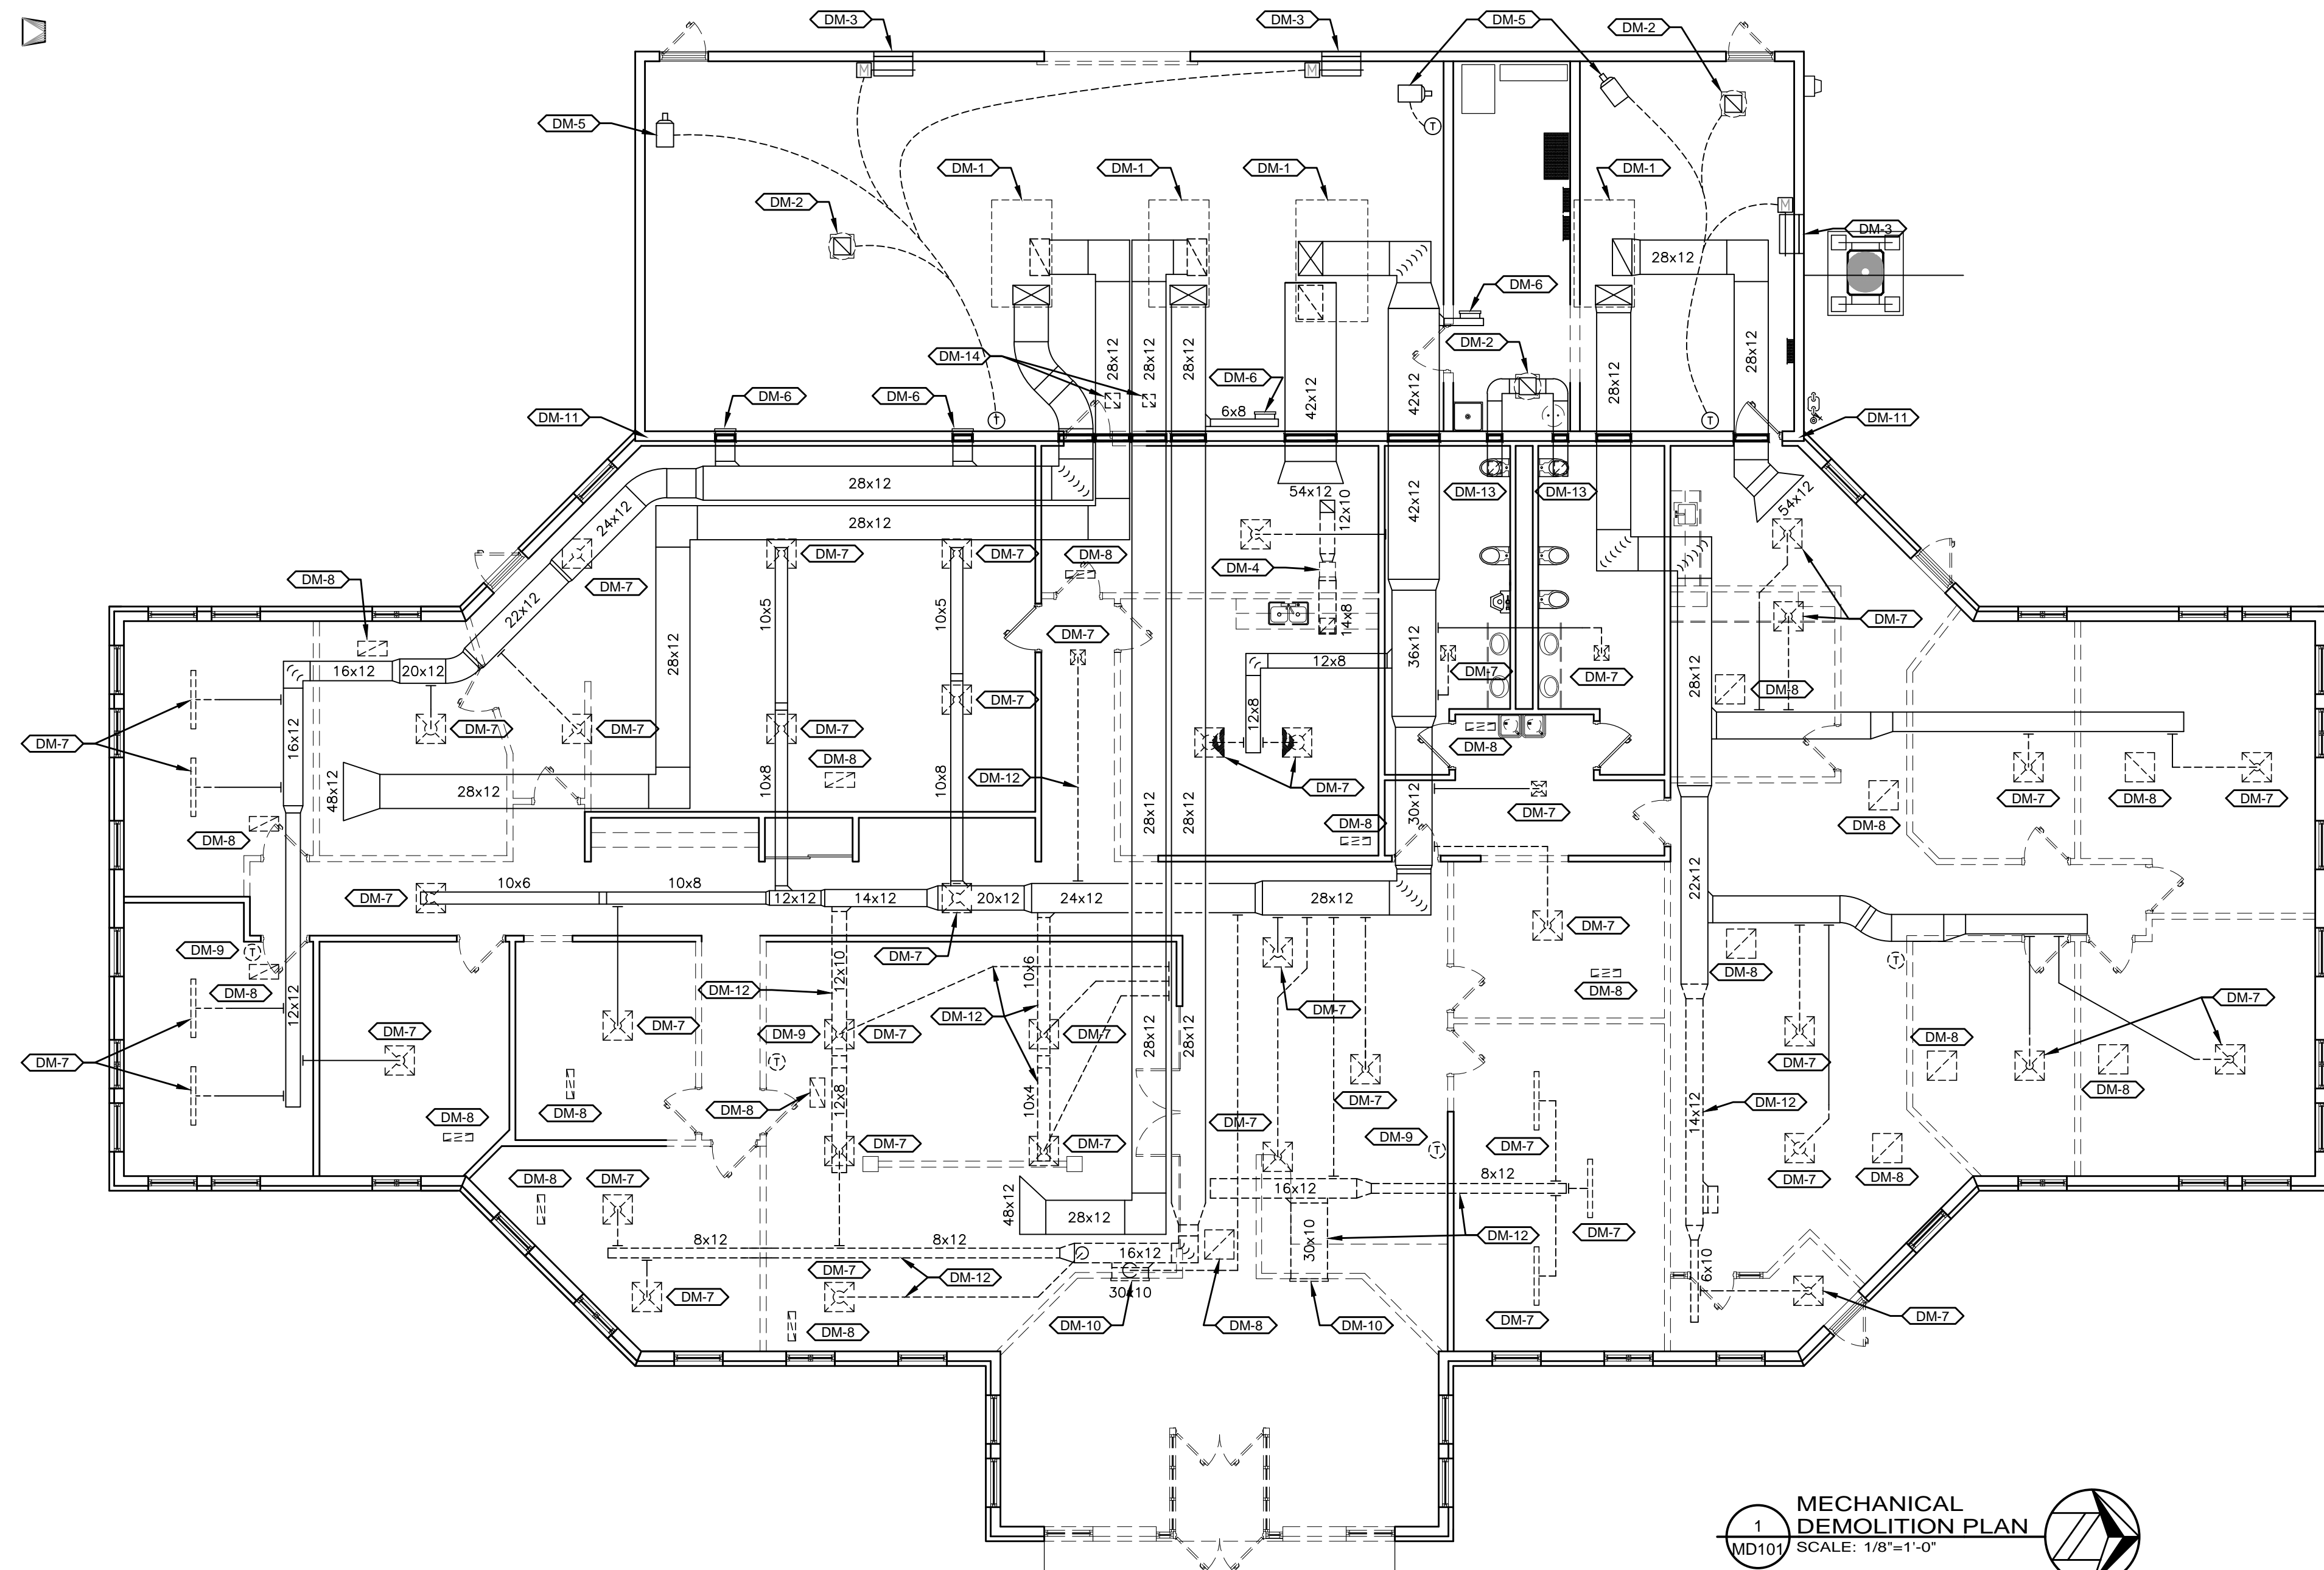 DM-3
DM-3
DM-5
DM-2
M
M
DM-5
T
DM-1
DM-1
DM-1
DM-1
DM-2
M
DM-3
28x12
DM-6
DM-2
DM-14
28x12
28x12
28x12
28x12
28x12
DM-6
42x12
42x12
DM-6
DM-6
6x8
T
T
DM-11
DM-11
28x12
54x12
DM-13
DM-13
12x10
42x12
54x12
24x12
28x12
DM-7
DM-7
DM-8
DM-4
DM-8
DM-7
22x12
10x5
10x5
14x8
DM-7
DM-7
28x12
36x12
28x12
16x12
20x12
12x8
DM-7
DM-7
DM-8
DM-7
16x12
DM-7
DM-7
DM-7
12x8
DM-7
DM-8
DM-8
10x8
10x8
DM-12
48x12
28x12
DM-7
DM-7
DM-8
DM-7
28x12
28x12
30x12
DM-7
DM-8
DM-8
DM-8
10x6
10x8
DM-7
12x12
14x12
20x12
24x12
28x12
22x12
DM-7
DM-9
T
DM-7
12x10
10x6
T
DM-8
DM-8
DM-8
12x12
DM-12
DM-12
DM-7
DM-7
DM-7
DM-7
DM-9
DM-7
DM-7
28x12
28x12
DM-8
DM-7
T
DM-7
DM-8
DM-8
12x8
10x4
DM-7
14x12
DM-12
DM-8
DM-8
DM-7
DM-9
T
DM-7
DM-7
DM-7
DM-8
DM-7
DM-7
DM-8
8x12
16x12
48x12
28x12
DM-12
DM-7
8x12
8x12
16x12
30x10
6x10
DM-7
DM-12
DM-7
30x10
DM-7
DM-8
DM-10
DM-8
DM-10
DM-7
1
MD101
MECHANICAL
DEMOLITION PLAN
SCALE: 1/8"=1'-0"